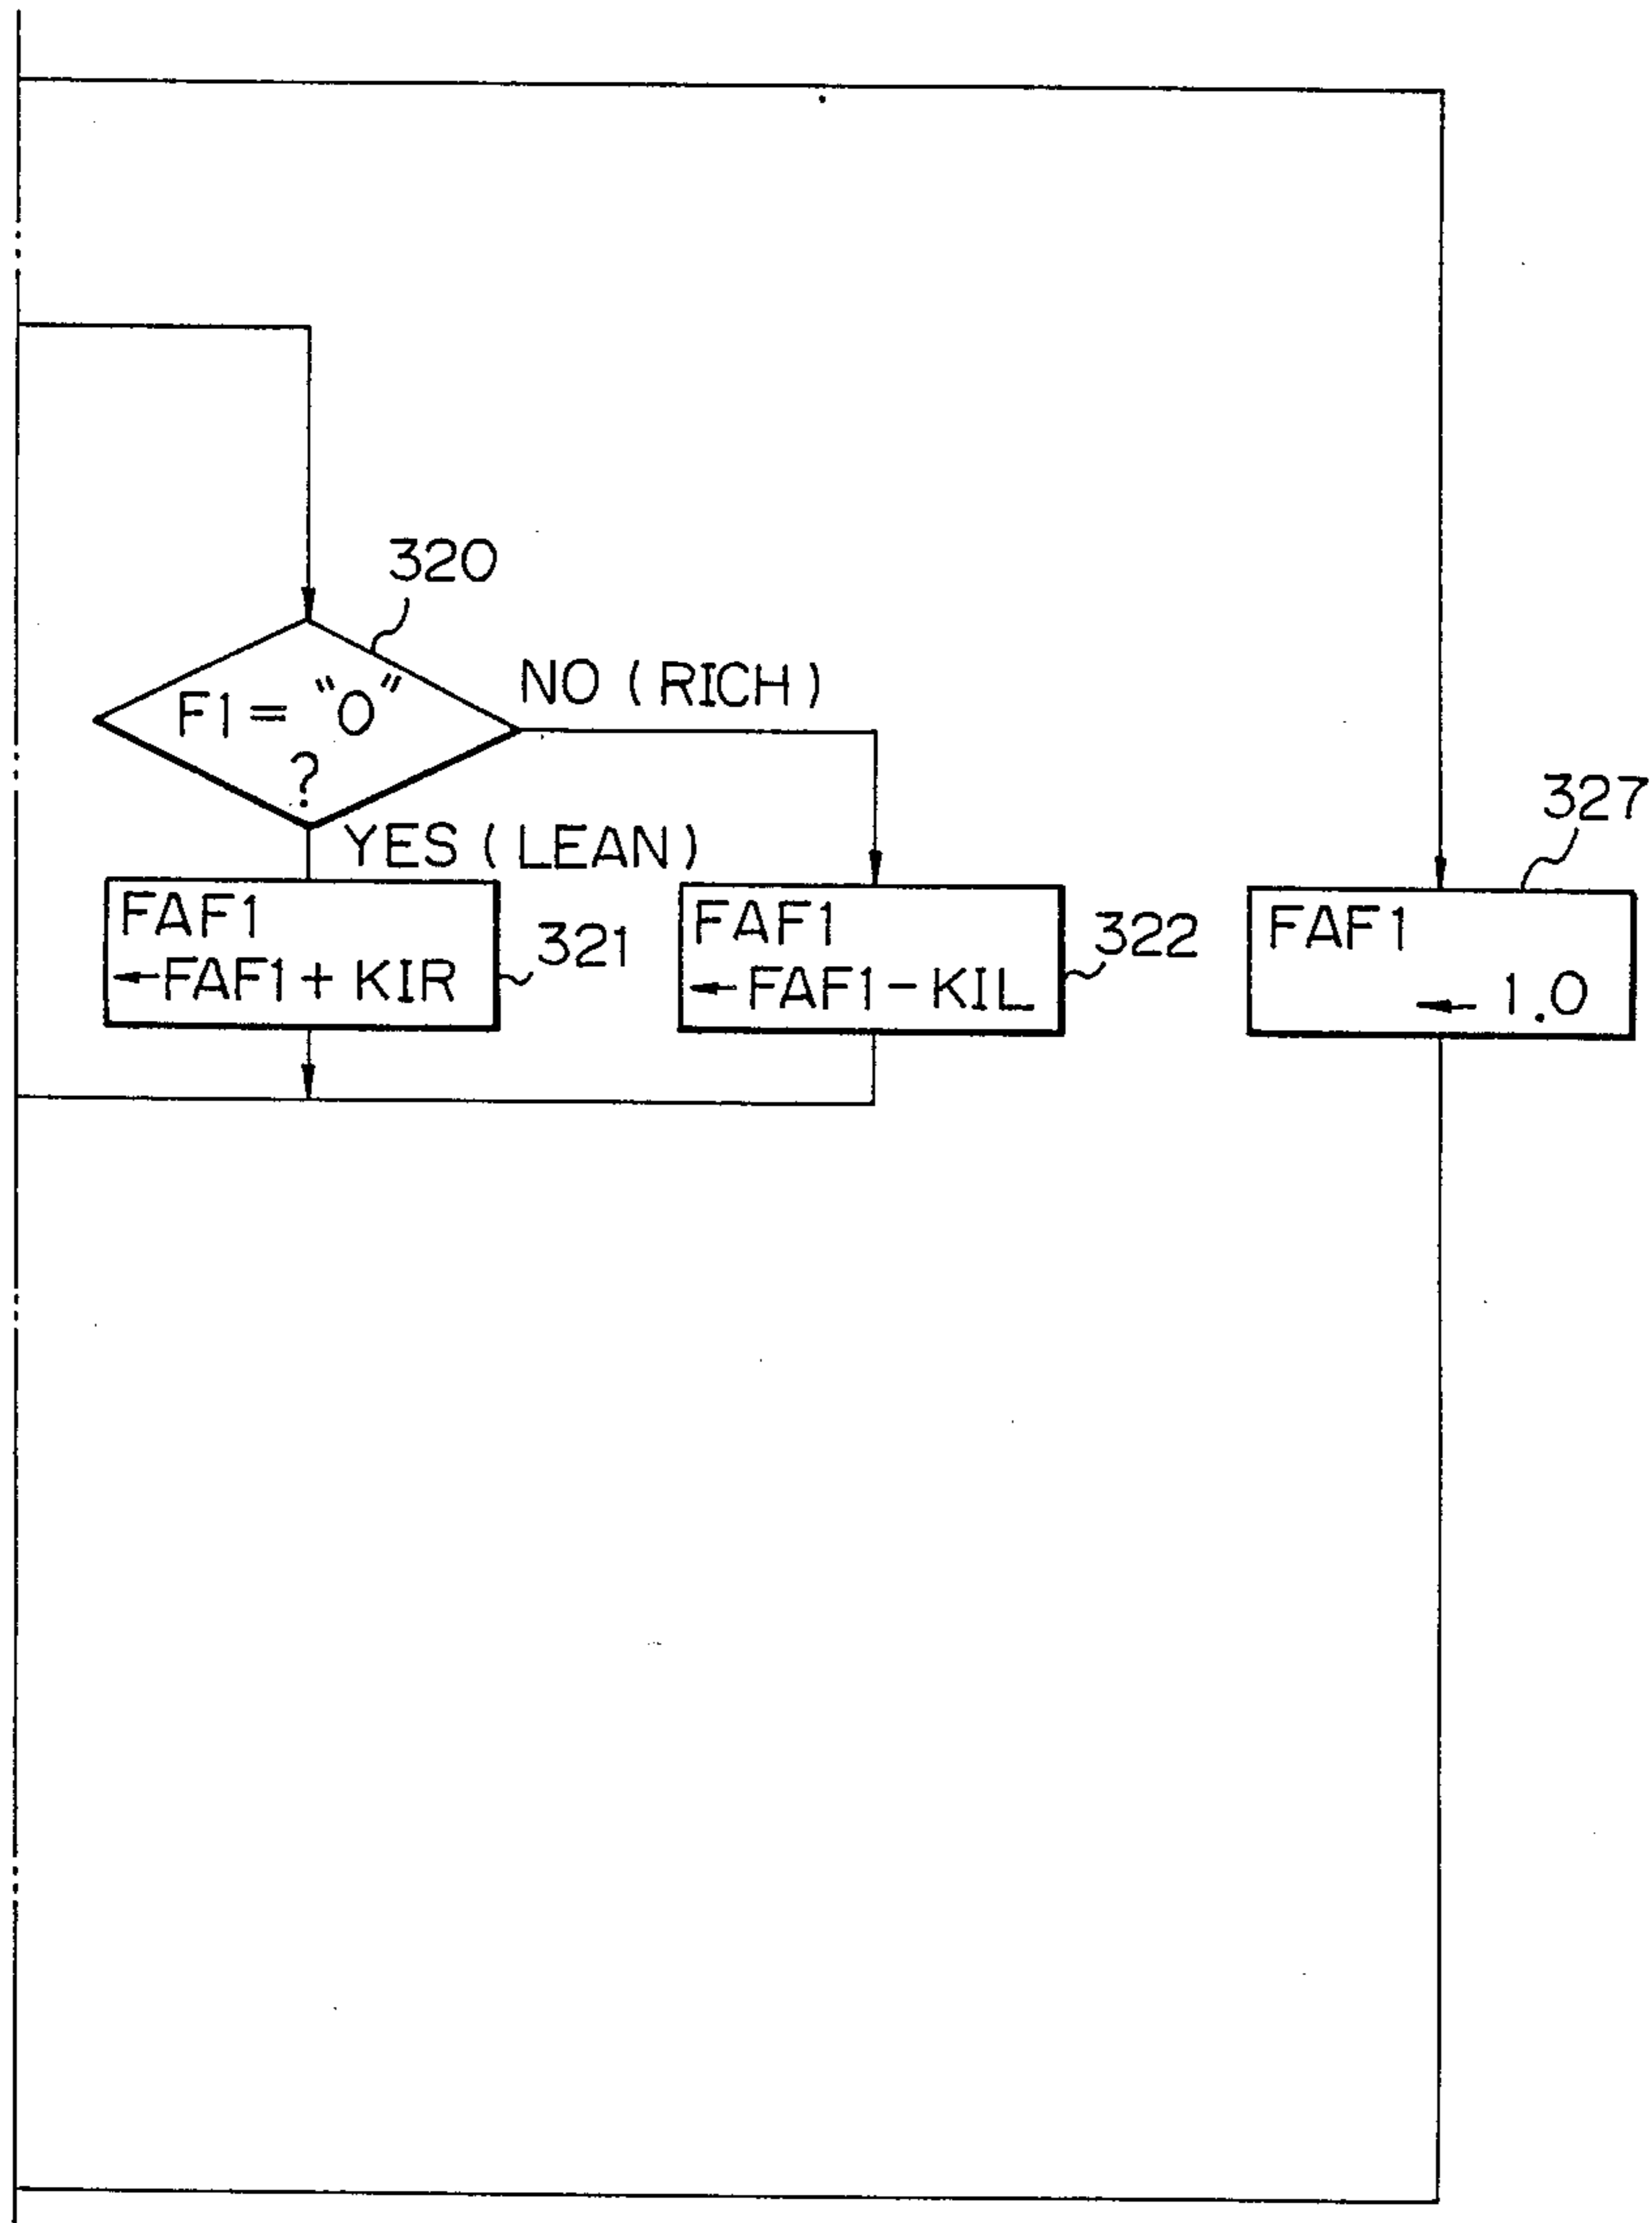 320
F1 = "0"
?
NO (RICH)
YES (LEAN)
FAF1
←FAF1 + KIR
321
FAF1
← FAF1 - KIL
322
327
FAF1
← 1.0